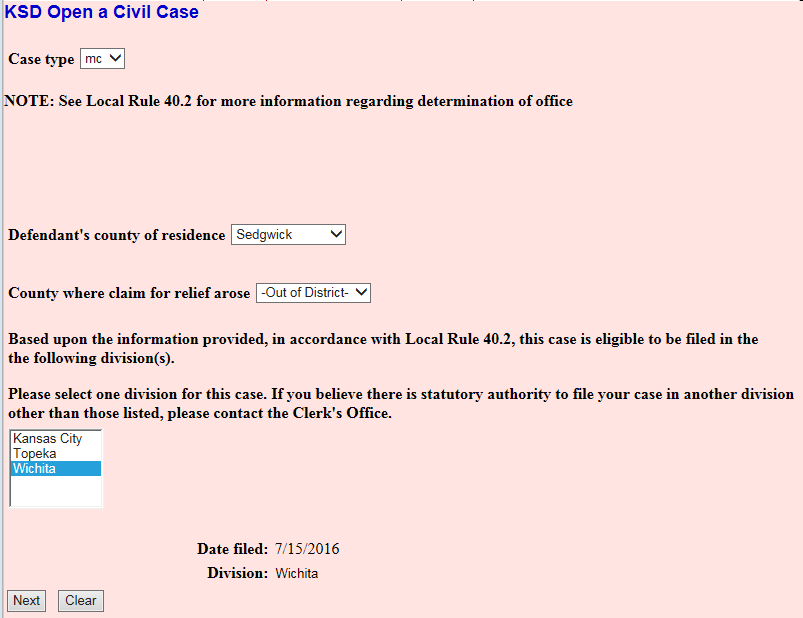 KSD Open a Civil Case
Case type mc
NOTE: See Local Rule 40.2 for more information regarding determination of office
Defendant's county of residence Sedgwick
County where claim for relief arose -Out of District-
Based upon the information provided, in accordance with Local Rule 40.2, this case is eligible to be filed in the
the following division(s).
Please select one division for this case. If you believe there is statutory authority to file your case in another division
other than those listed, please contact the Clerk's Office.
Kansas City
Topeka
Wichita
Date filed: 7/15/2016
Division: Wichita
Next Clear